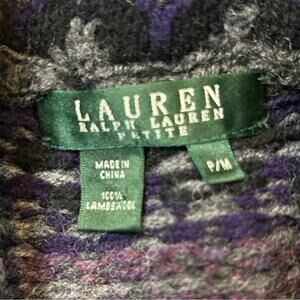 LAUREN
RALPH LAUREN
PETITE
MADE IN
CHINA
100%
LAMBSWOOL
P/M